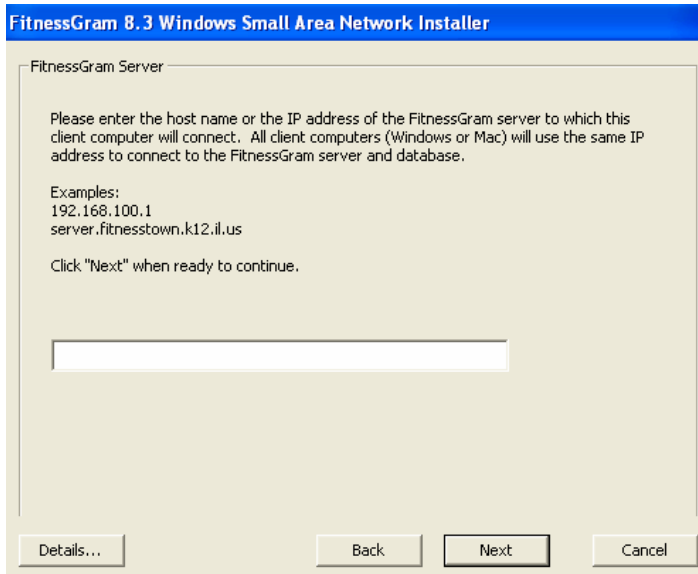 FitnessGram 8.3 Windows Small Area Network Installer
FitnessGram Server
Please enter the host name or the IP address of the FitnessGram server to which this
client computer will connect.  All client computers (Windows or Mac) will use the same IP
address to connect to the FitnessGram server and database.
Examples:
192.168.100.1
server.fitnesstown.k12.il.us
Click "Next" when ready to continue.
Details...
Back
Next
Cancel